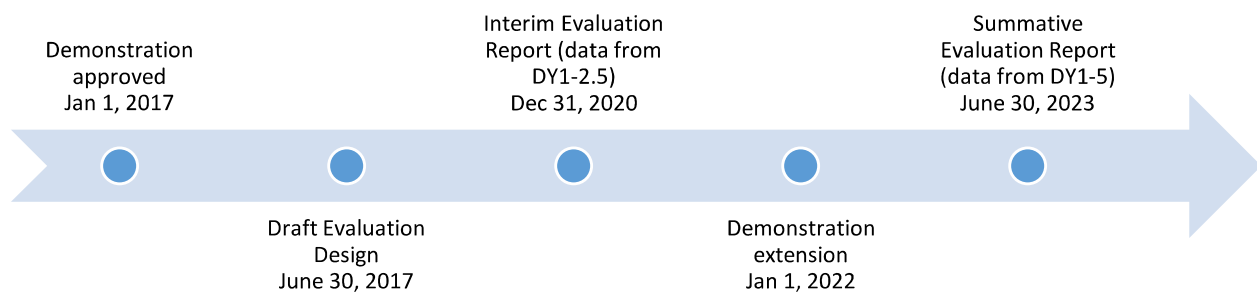 Demonstration
approved
Jan 1, 2017
Draft Evaluation
Design
June 30, 2017
Interim Evaluation
Report (data from
DY1-2.5)
Dec 31, 2020
Demonstration
extension
Jan 1, 2022
Summative
Evaluation Report
(data from DY1-5)
June 30, 2023